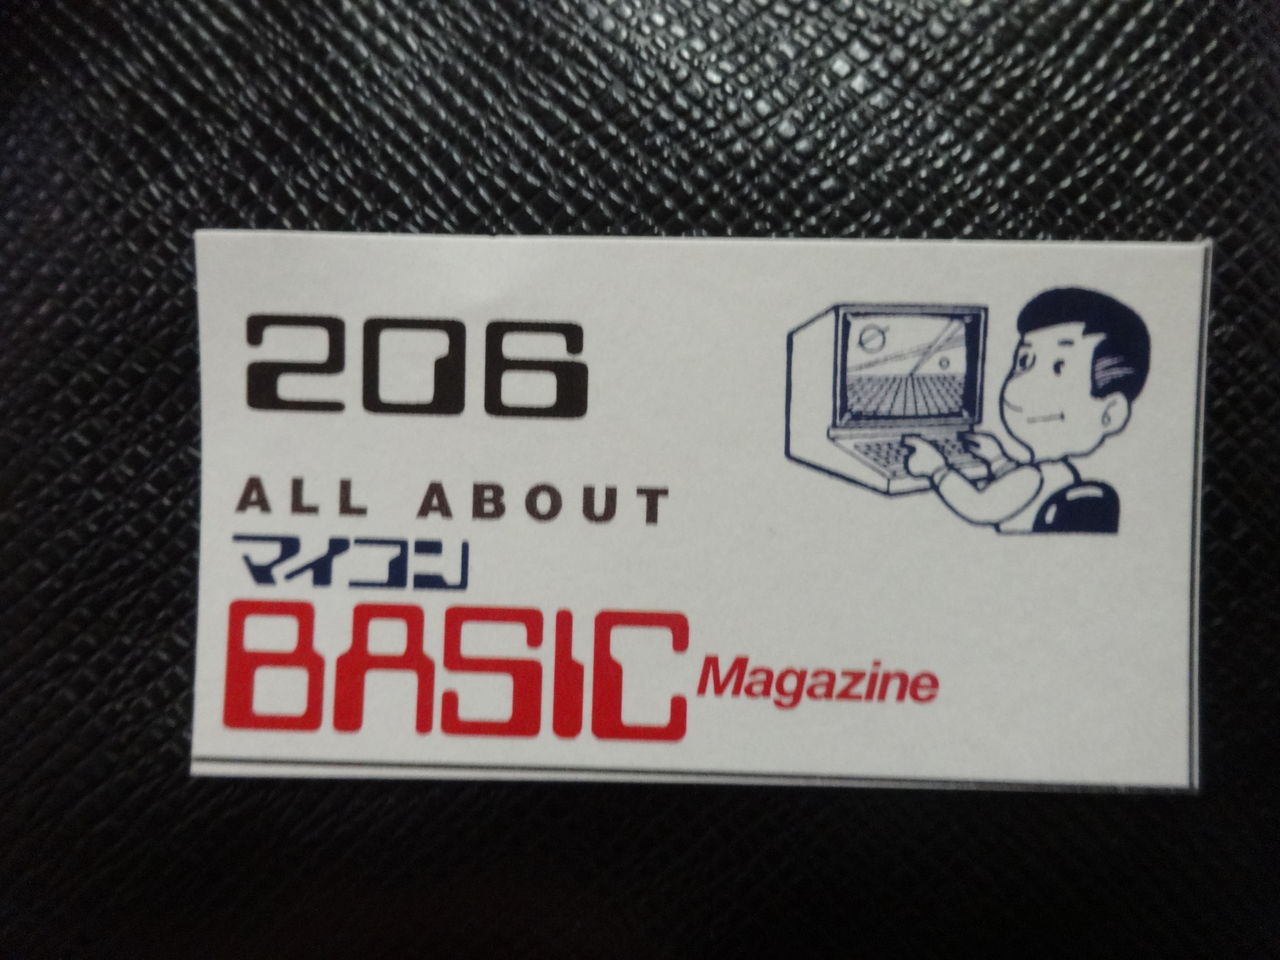 206
ALL ABOUT
マイコン
BASIC Magazine